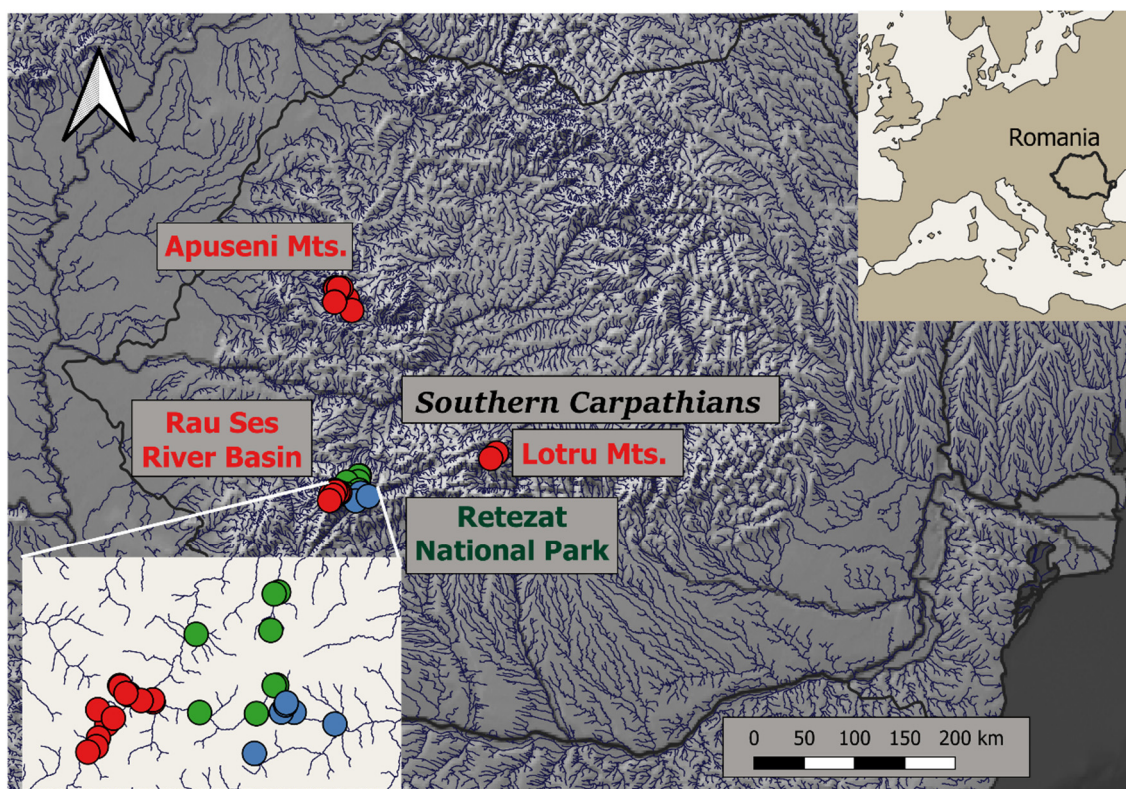 Romania
Apuseni Mts.
Southern Carpathians
Rau Ses
River Basin
Lotru Mts.
Retezat
National Park
0 50 100 150 200 km